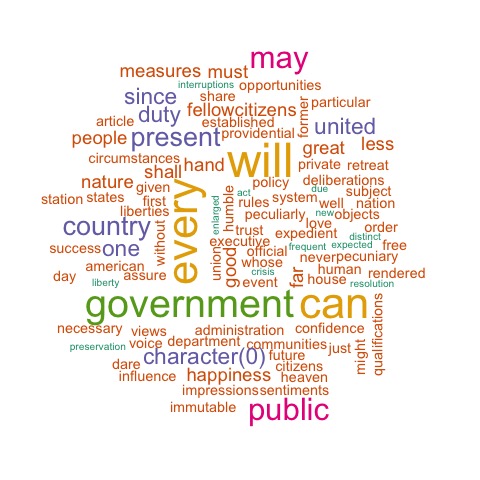 may
measures must
interruptions opportunities
since share former particular
duty fellowcitizens
article established united
people present providential
great less
circumstances hand will private retreat
shall
nature policy deliberations
given every act due subject
station states first humble rules system well nation
liberties enlarged peculiarly new objects
country without trust love order
executive expedient distinct
success one union good official frequent expected free
whose never pecuniary
american crisis far human rendered
day assure event house
liberty resolution
government can qualifications
necessary views administration confidence
voice department communities just might
preservation character(0) future
dare citizens
influence happiness heaven
impressions sentiments
immutable public